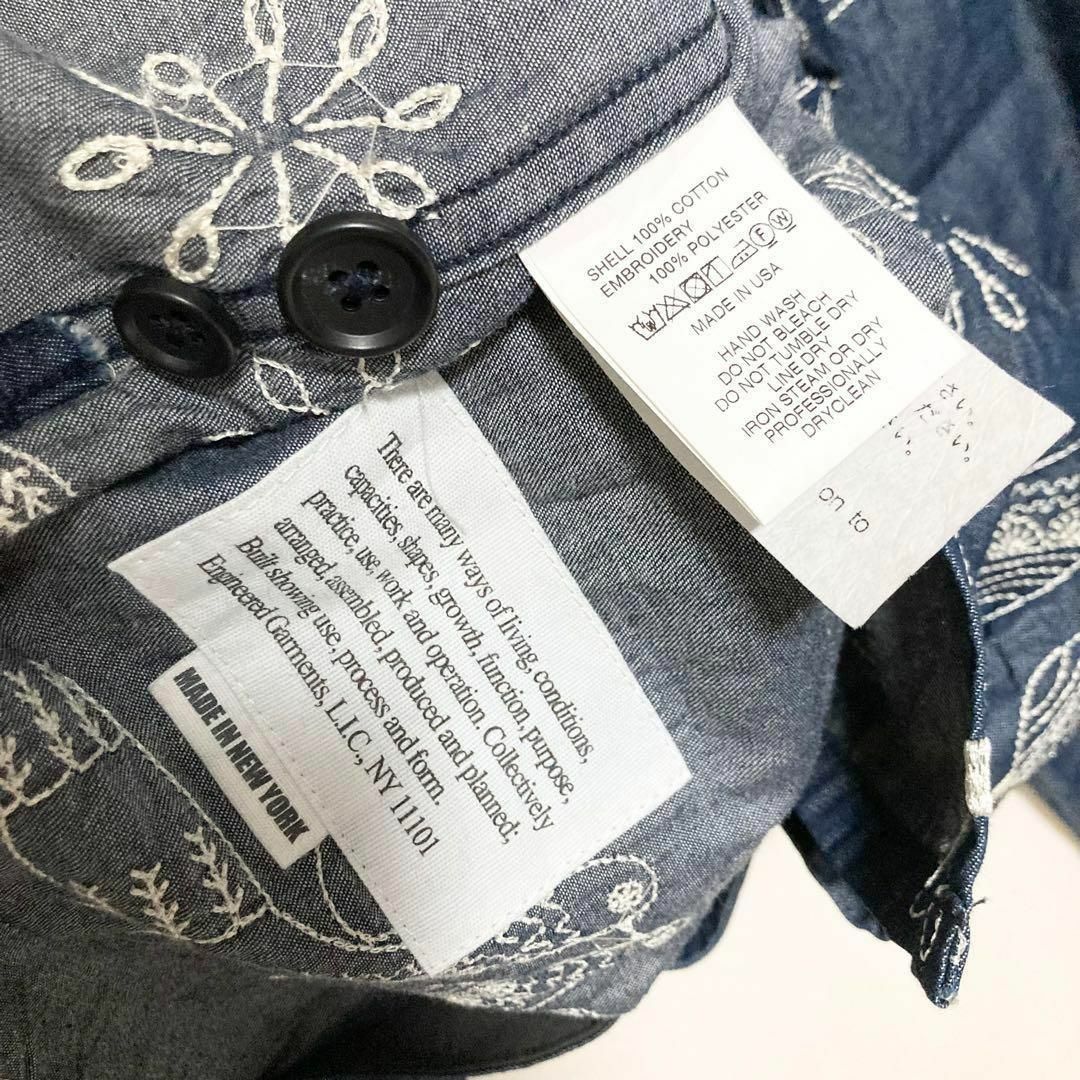 SHELL 100% COTTON
EMBROIDERY
100% POLYESTER
MADE IN USA
HAND WASH
DO NOT BLEACH
DO NOT TUMBLE DRY
LINE DRY
IRON STEAM OR DRY
PROFESSIONALLY
DRYCLEAN
on to
There are many ways of living, conditions,
capacities, shapes, growth, function, purpose,
practice, use, work and operation. Collectively
arranged, assembled, produced and planned;
Built showing use, process and form.
Engineered Garments, L.I.C., NY 11101
MADE IN NEW YORK